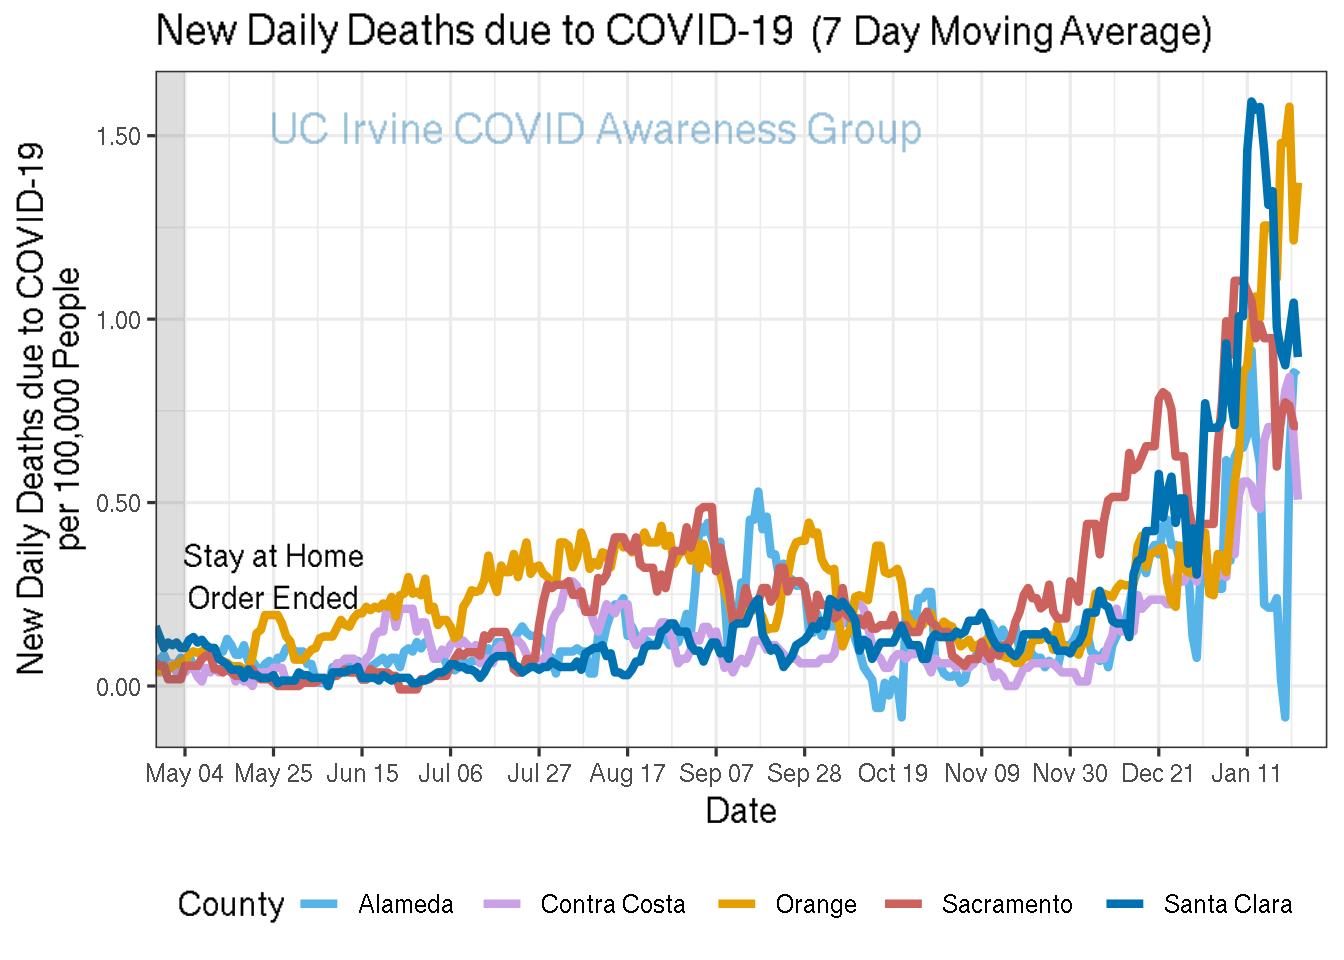 New Daily Deaths due to COVID-19 (7 Day Moving Average)
UC Irvine COVID Awareness Group
New Daily Deaths due to COVID-19
per 100,000 People
1.50
1.00
0.50
0.00
Stay at Home
Order Ended
May 04 May 25 Jun 15 Jul 06 Jul 27 Aug 17 Sep 07 Sep 28 Oct 19 Nov 09 Nov 30 Dec 21 Jan 11
Date
County Alameda Contra Costa Orange Sacramento Santa Clara